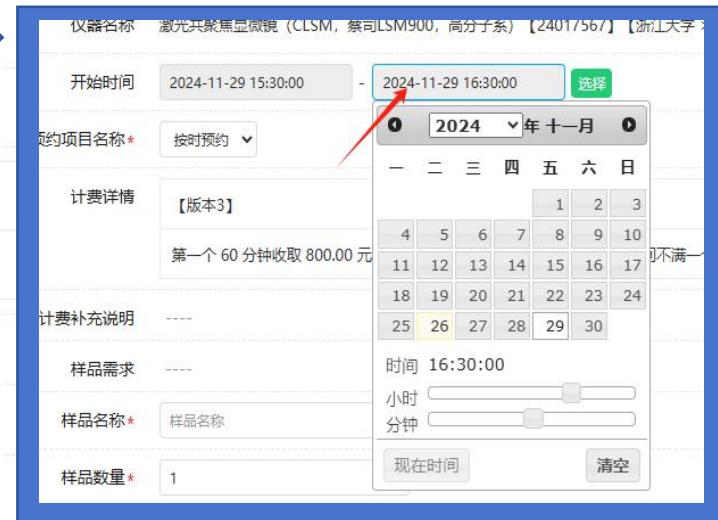 仪器名称 激光共聚焦显微镜（CLSM，蔡司LSM900，高分子系）【24017567】【浙江大学
开始时间 2024-11-29 15:30:00 - 2024-11-29 16:30:00 选择
预约项目名称* 按时预约
2024 年 十一月
一 二 三 四 五 六 日
1 2 3
4 5 6 7 8 9 10
11 12 13 14 15 16 17
18 19 20 21 22 23 24
25 26 27 28 29 30
时间 16:30:00
小时
分钟
现在时间 清空
计费详情 【版本3】
第一个 60 分钟收取 800.00 元 不满一
计费补充说明 ----
样品需求 ----
样品名称* 样品名称
样品数量* 1